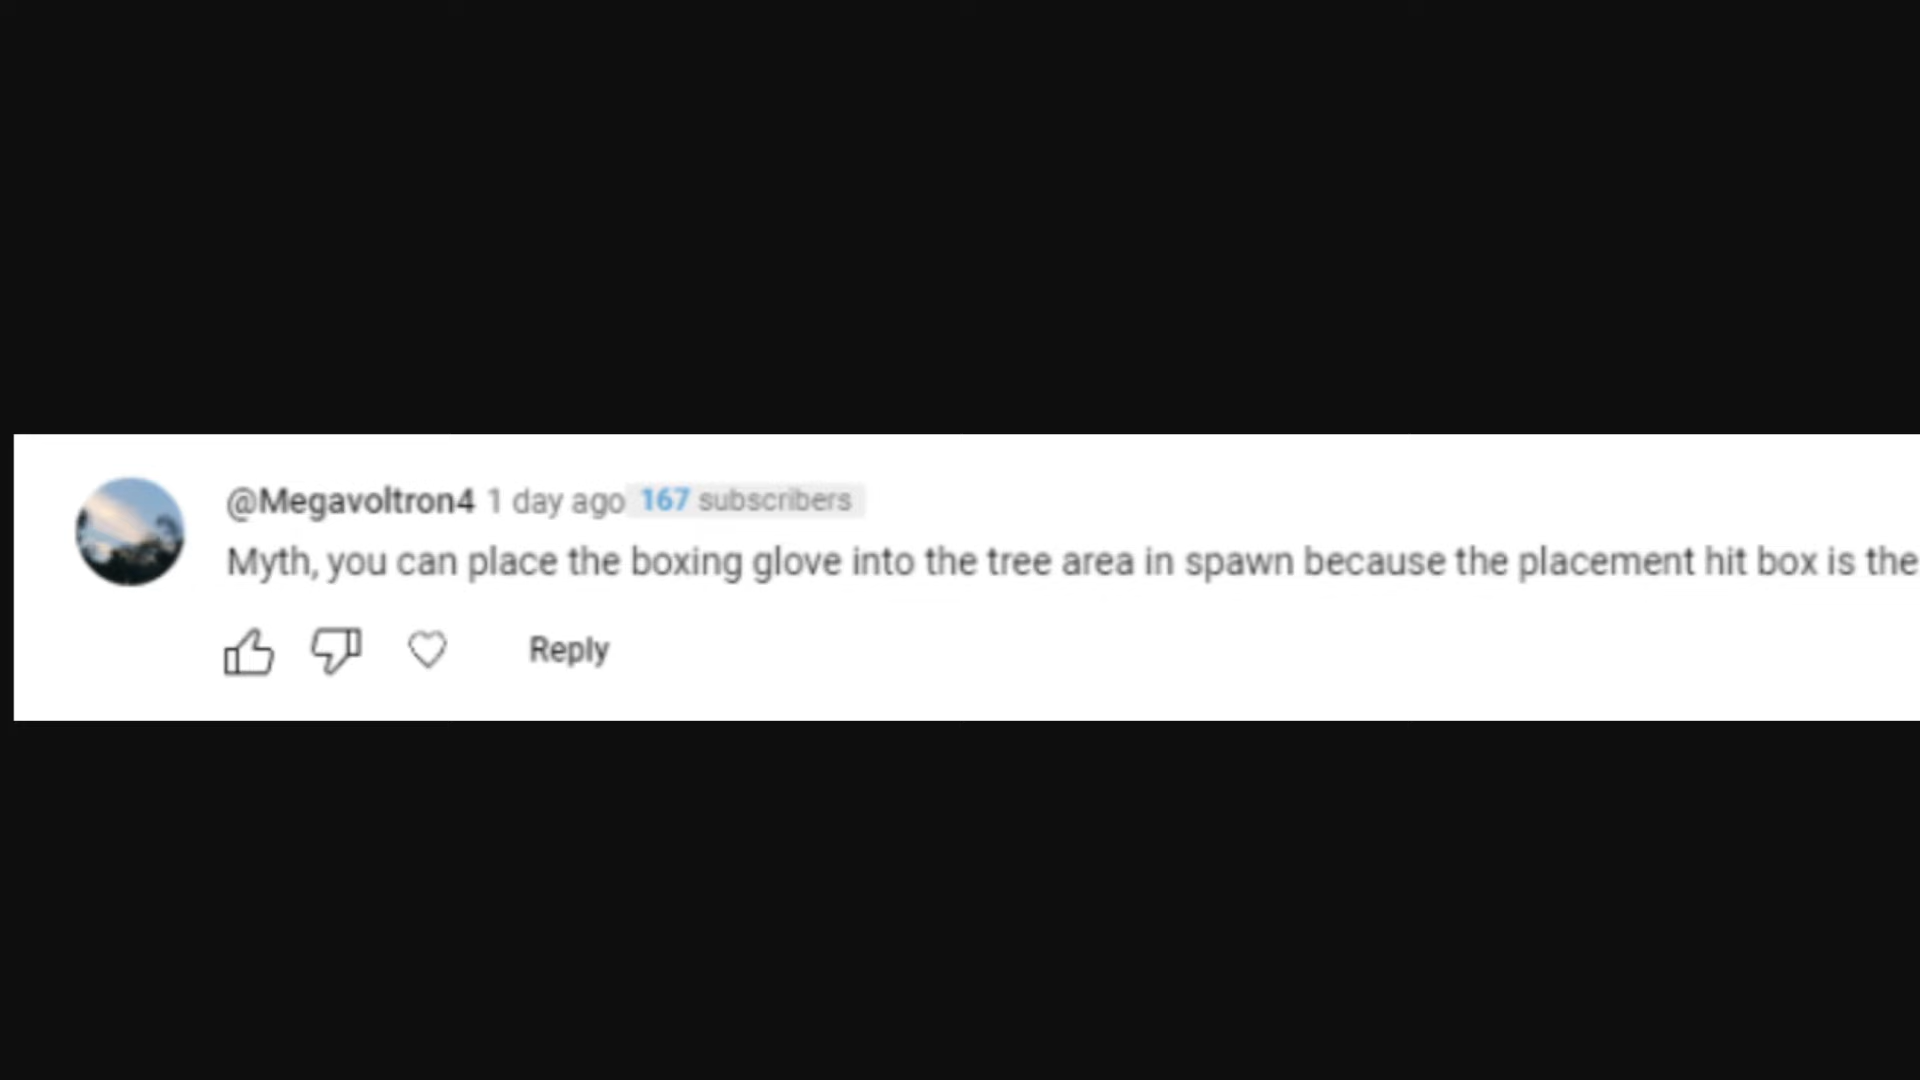 @Megavoltron4 1 day ago 167 subscribers
Myth, you can place the boxing glove into the tree area in spawn because the placement hit box is the
Reply